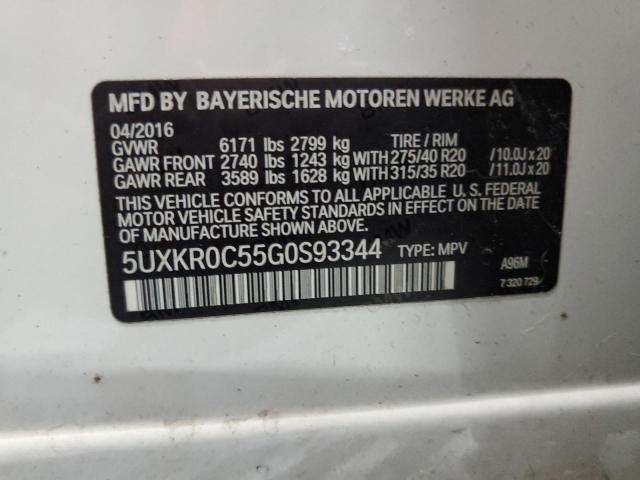 MFD BY BAYERISCHE MOTOREN WERKE AG
04/2016
GVWR 6171 lbs 2799 kg TIRE / RIM
GAWR FRONT 2740 lbs 1243 kg WITH 275/40 R20 /10.0J x 20
GAWR REAR 3589 lbs 1628 kg WITH 315/35 R20 /11.0J x 20
THIS VEHICLE CONFORMS TO ALL APPLICABLE U.S. FEDERAL
MOTOR VEHICLE SAFETY STANDARDS IN EFFECT ON THE DATE
OF MANUFACTURE SHOWN ABOVE.
5UXKR0C55G0S93344 TYPE: MPV
A96M
7 320 729